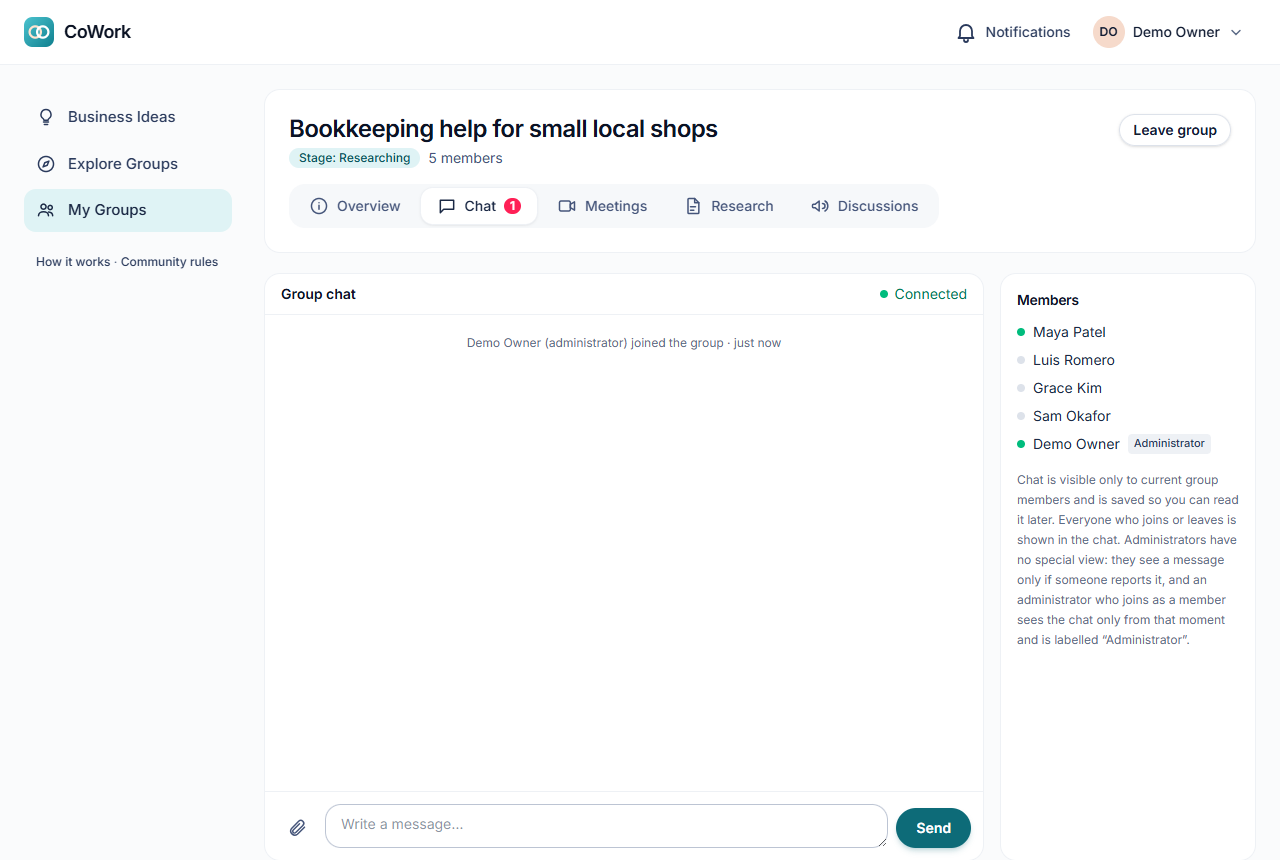 CoWork
Notifications
DO
Demo Owner
Business Ideas
Explore Groups
My Groups
How it works · Community rules
Bookkeeping help for small local shops
Leave group
Stage: Researching
5 members
Overview
Chat
1
Meetings
Research
Discussions
Group chat
Connected
Demo Owner (administrator) joined the group · just now
Write a message...
Send
Members
Maya Patel
Luis Romero
Grace Kim
Sam Okafor
Demo Owner
Administrator
Chat is visible only to current group
members and is saved so you can read
it later. Everyone who joins or leaves is
shown in the chat. Administrators have
no special view: they see a message
only if someone reports it, and an
administrator who joins as a member
sees the chat only from that moment
and is labelled “Administrator”.